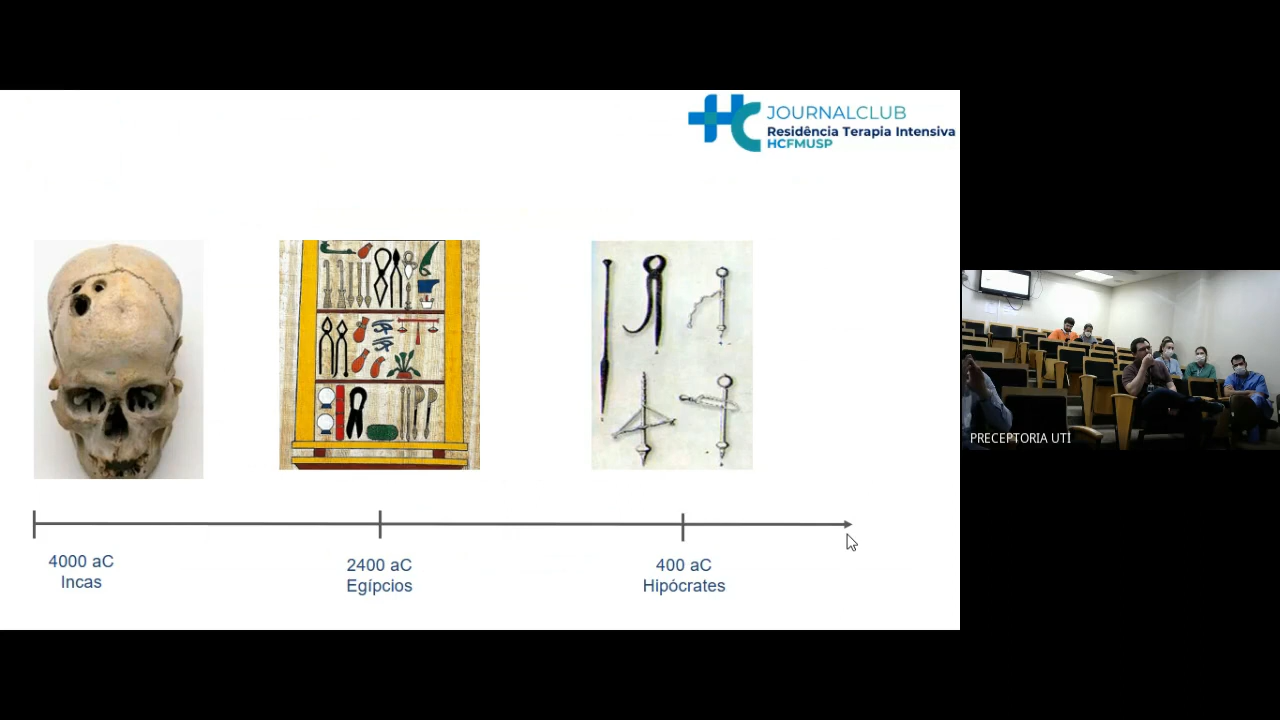 JOURNALCLUB
Residência Terapia Intensiva
HCFMUSP
4000 aC
Incas
2400 aC
Egípcios
400 aC
Hipócrates
PRECEPTORIA UTI